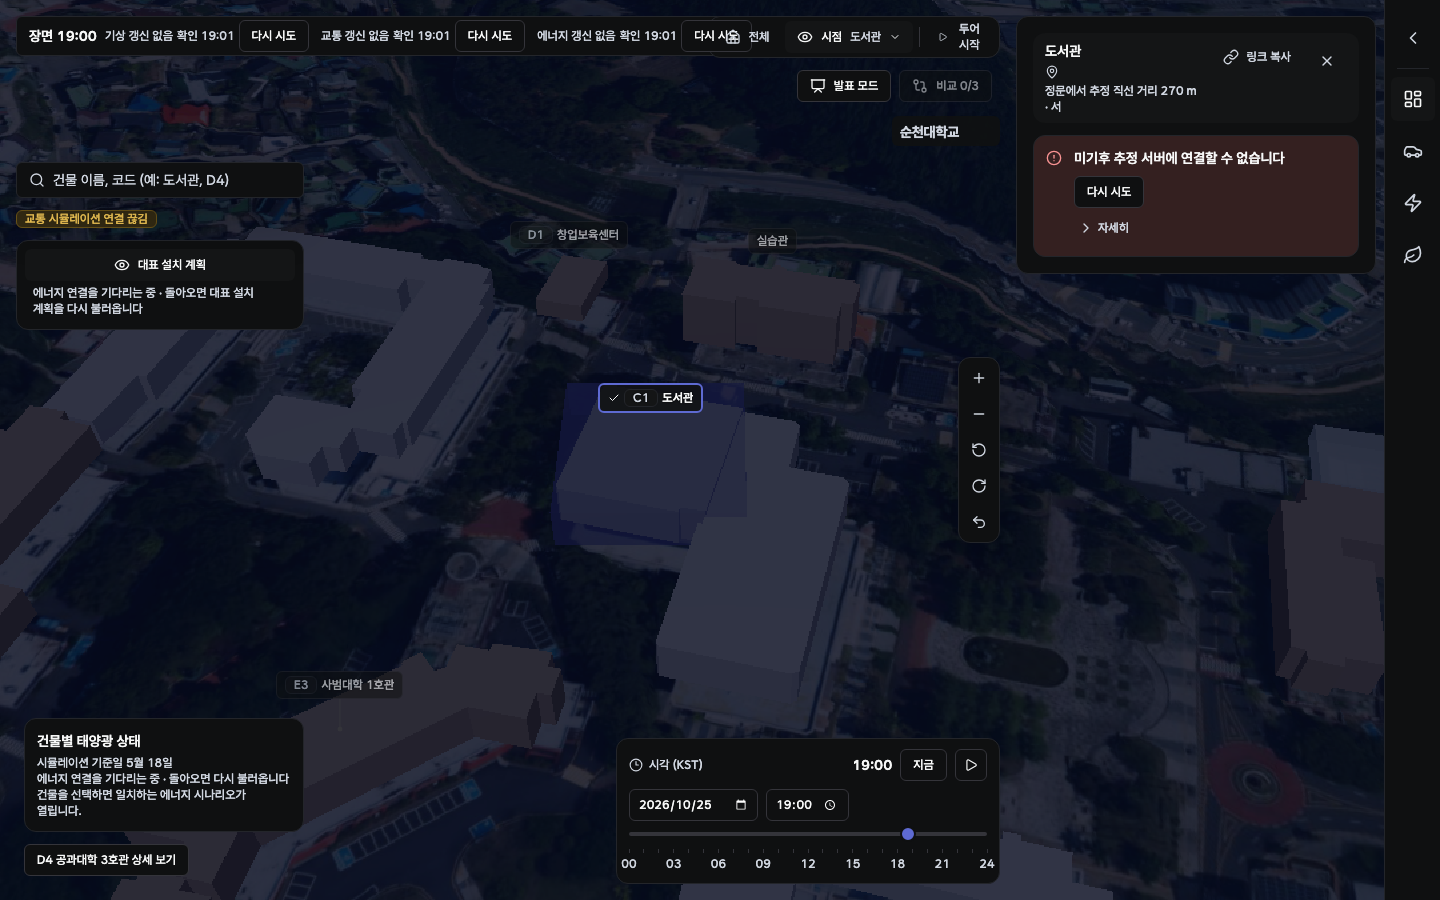 장면 19:00 기상 갱신 없음 확인 19:01 다시 시도 교통 갱신 없음 확인 19:01 다시 시도 에너지 갱신 없음 확인 19:01 다시 시도
전체
시점 도서관
투어
시작
발표 모드
비교 0/3
순천대학교
도서관
링크 복사
정문에서 추정 직선 거리 270 m
· 서
미기후 추정 서버에 연결할 수 없습니다
다시 시도
자세히
건물 이름, 코드 (예: 도서관, D4)
교통 시뮬레이션 연결 끊김
대표 설치 계획
에너지 연결을 기다리는 중 · 돌아오면 대표 설치
계획을 다시 불러옵니다
D1 창업보육센터
실습관
C1 도서관
E3 사범대학 1호관
건물별 태양광 상태
시뮬레이션 기준일 5월 18일
에너지 연결을 기다리는 중 · 돌아오면 다시 불러옵니다
건물을 선택하면 일치하는 에너지 시나리오가
열립니다.
D4 공과대학 3호관 상세 보기
시각 (KST)
19:00
지금
2026/10/25
19:00
00 03 06 09 12 15 18 21 24